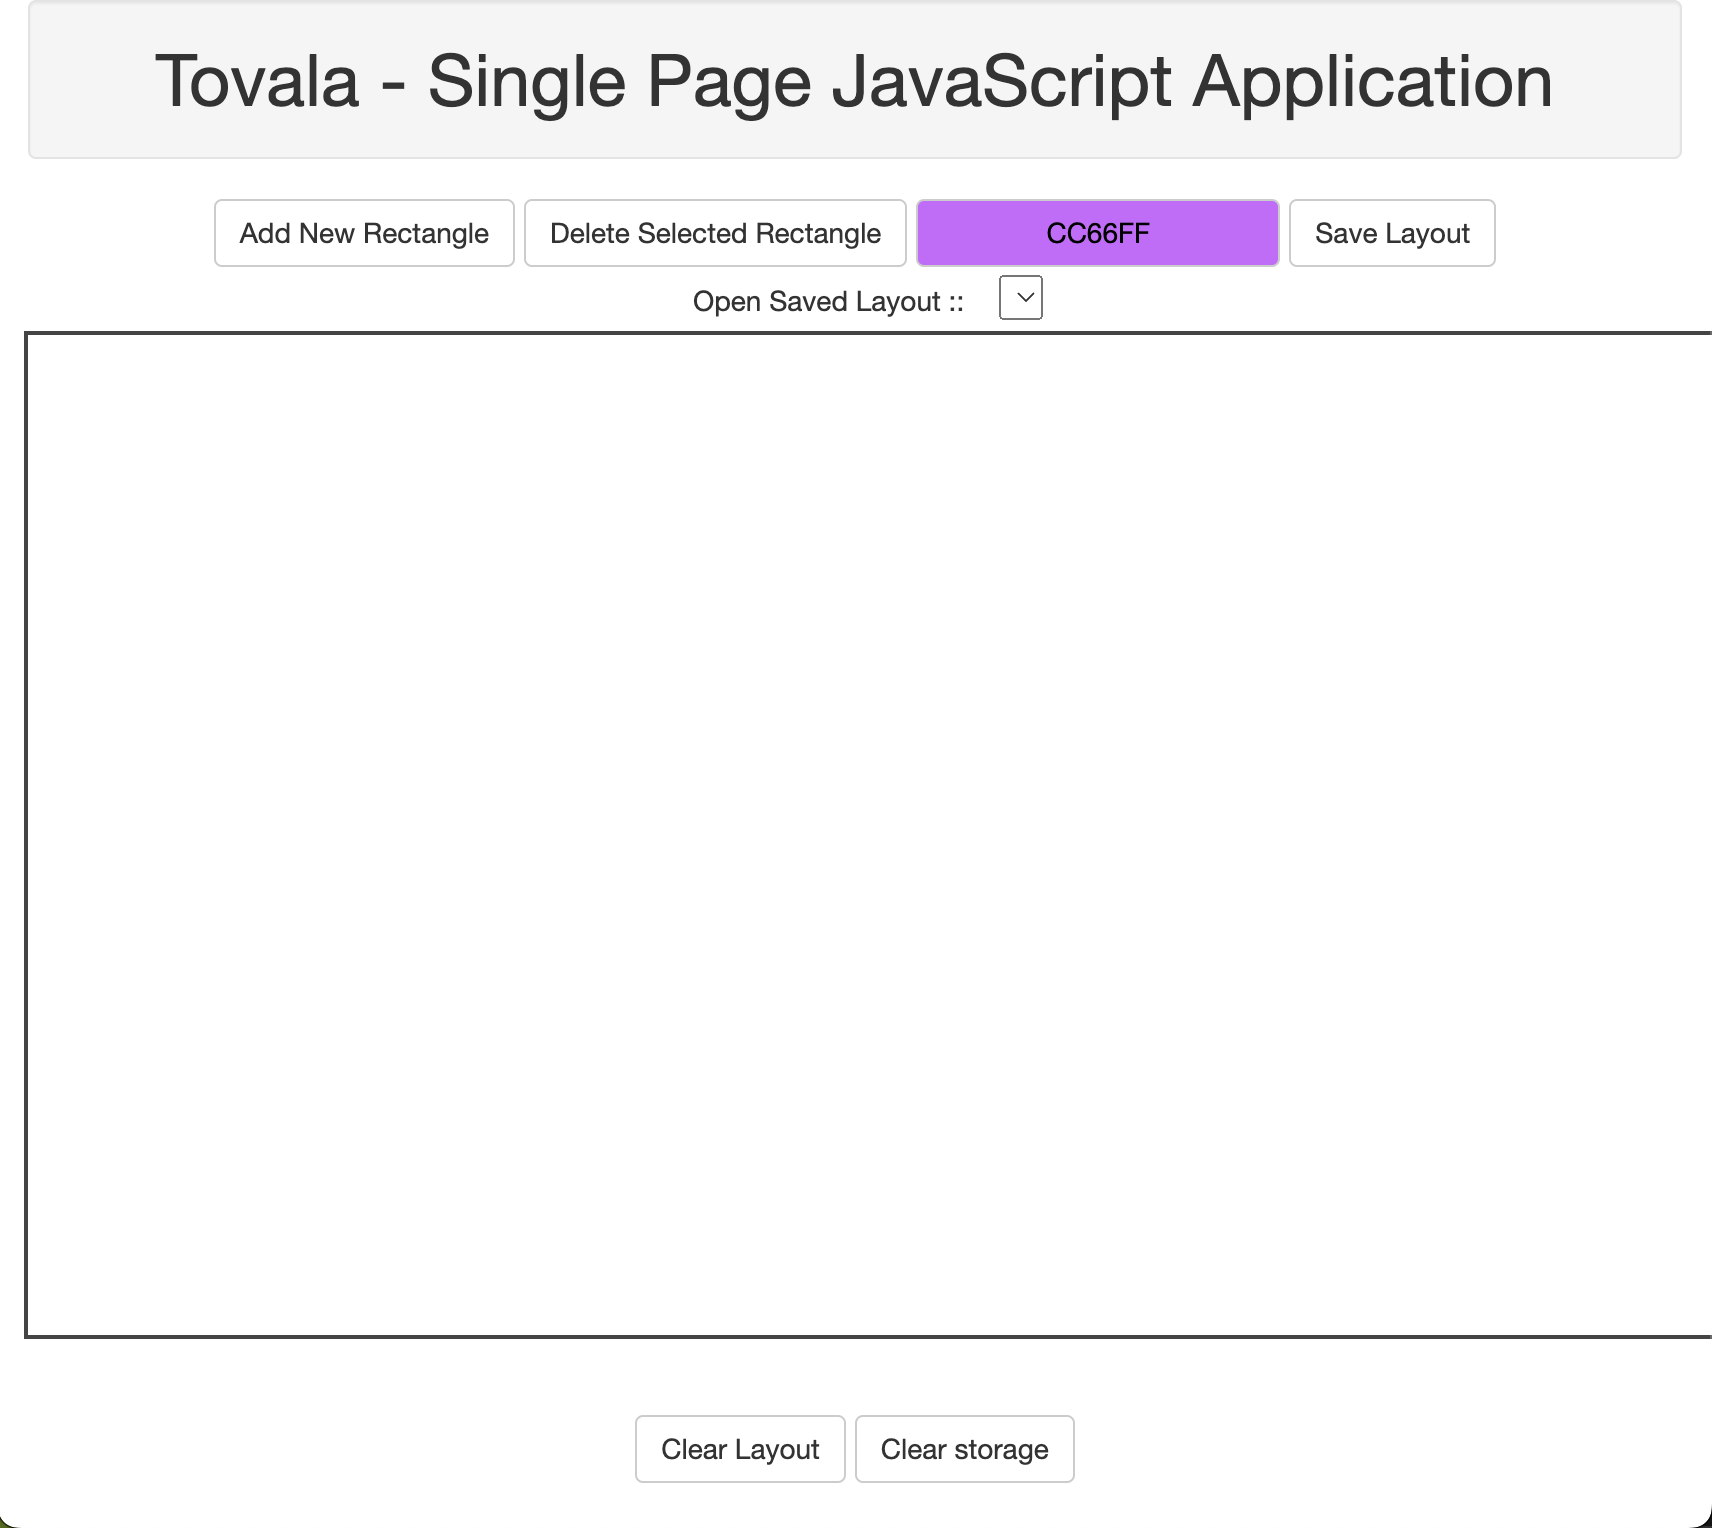 Tovala - Single Page JavaScript Application
Add New Rectangle Delete Selected Rectangle CC66FF Save Layout
Open Saved Layout ::
Clear Layout Clear storage